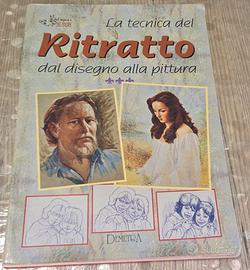 La tecnica del
Ritratto
dal disegno alla pittura
DEMETRA